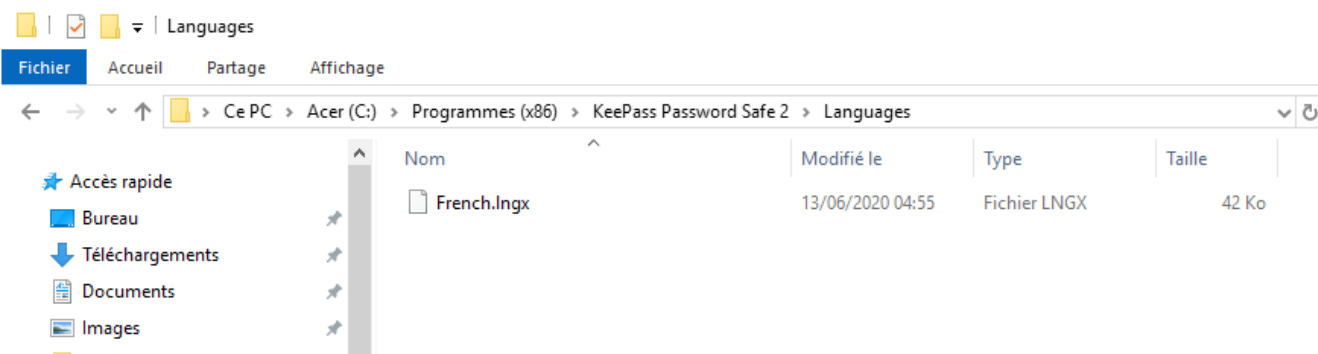 Languages
Fichier Accueil Partage Affichage
Ce PC > Acer (C:) > Programmes (x86) > KeePass Password Safe 2 > Languages
Nom Modifié le Type Taille
Accès rapide
French.lngx 13/06/2020 04:55 Fichier LNGX 42 Ko
Bureau
Téléchargements
Documents
Images